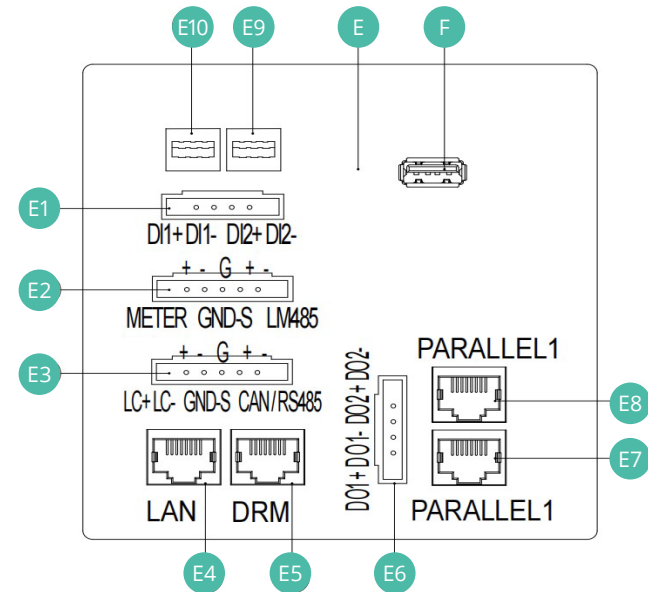 E10 E9 E F
E1
DI1+ DI1- DI2+ DI2-
+ - G + -
E2
METER GND-S LM485
+ - G + -
E3
LC+ LC- GND-S CAN/RS485
PARALLEL1
E8
DO1+ DO1- DO2+ DO2-
E7
LAN DRM PARALLEL1
E4 E5 E6